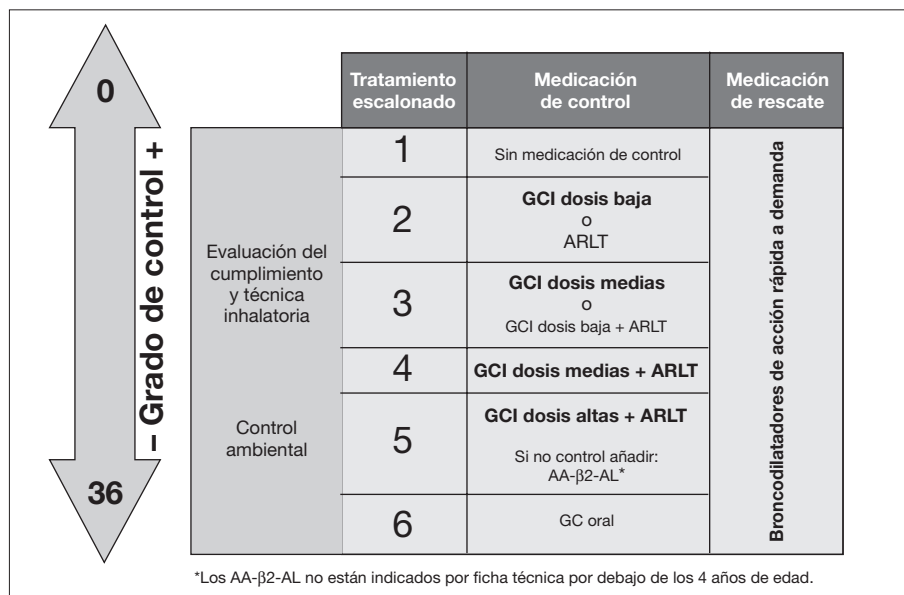 0
– Grado de control +
36
Tratamiento
escalonado
Medicación
de control
Medicación
de rescate
Evaluación del
cumplimiento
y técnica
inhalatoria
Control
ambiental
1
Sin medicación de control
2
GCI dosis baja
o
ARLT
3
GCI dosis medias
o
GCI dosis baja + ARLT
4
GCI dosis medias + ARLT
5
GCI dosis altas + ARLT
Si no control añadir:
AA-β2-AL*
6
GC oral
Broncodilatadores de acción rápida a demanda
*Los AA-β2-AL no están indicados por ficha técnica por debajo de los 4 años de edad.